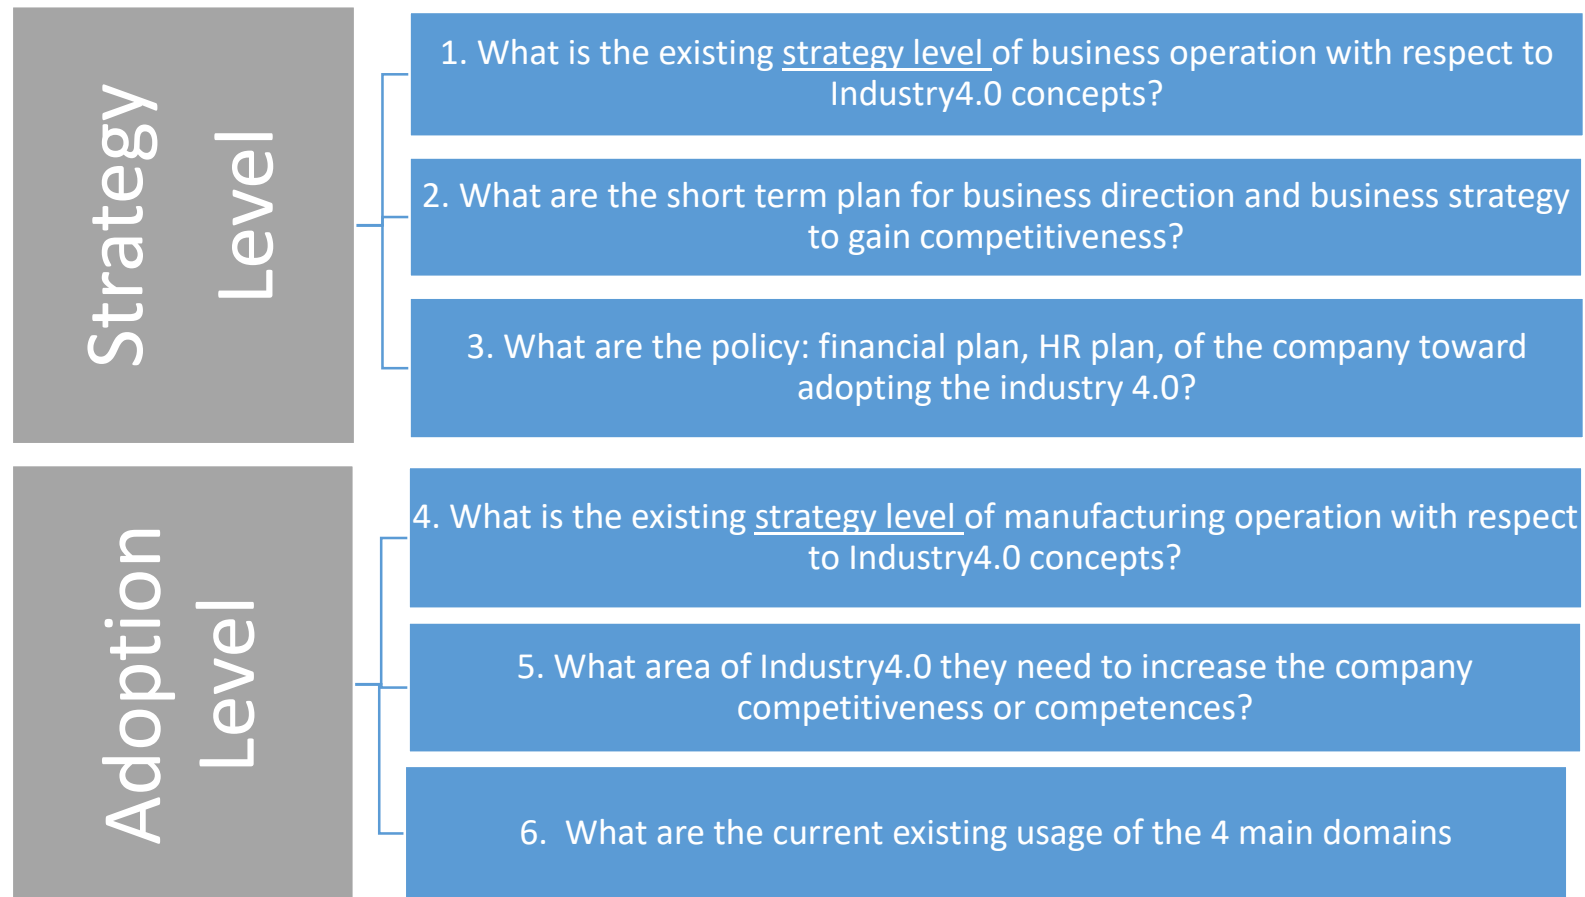 Strategy
Level
1. What is the existing strategy level of business operation with respect to
Industry4.0 concepts?
2. What are the short term plan for business direction and business strategy
to gain competitiveness?
3. What are the policy: financial plan, HR plan, of the company toward
adopting the industry 4.0?
Adoption
Level
4. What is the existing strategy level of manufacturing operation with respect
to Industry4.0 concepts?
5. What area of Industry4.0 they need to increase the company
competitiveness or competences?
6.  What are the current existing usage of the 4 main domains